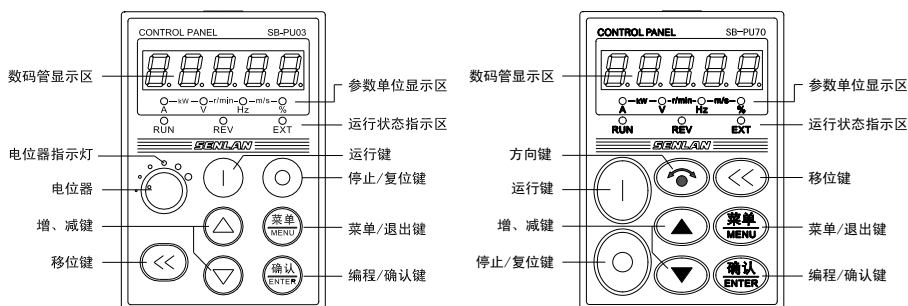 CONTROL PANEL SB-PU03
数码管显示区
参数单位显示区
kW r/min m/s
A V Hz %
RUN REV EXT
运行状态指示区
SENLAN
电位器指示灯
运行键
电位器
停止/复位键
增、减键
菜单
MENU
菜单/退出键
移位键
确认
ENTER
编程/确认键
CONTROL PANEL SB-PU70
数码管显示区
参数单位显示区
kW r/min m/s
A V Hz %
RUN REV EXT
运行状态指示区
SENLAN
方向键
移位键
运行键
增、减键
菜单
MENU
菜单/退出键
停止/复位键
确认
ENTER
编程/确认键